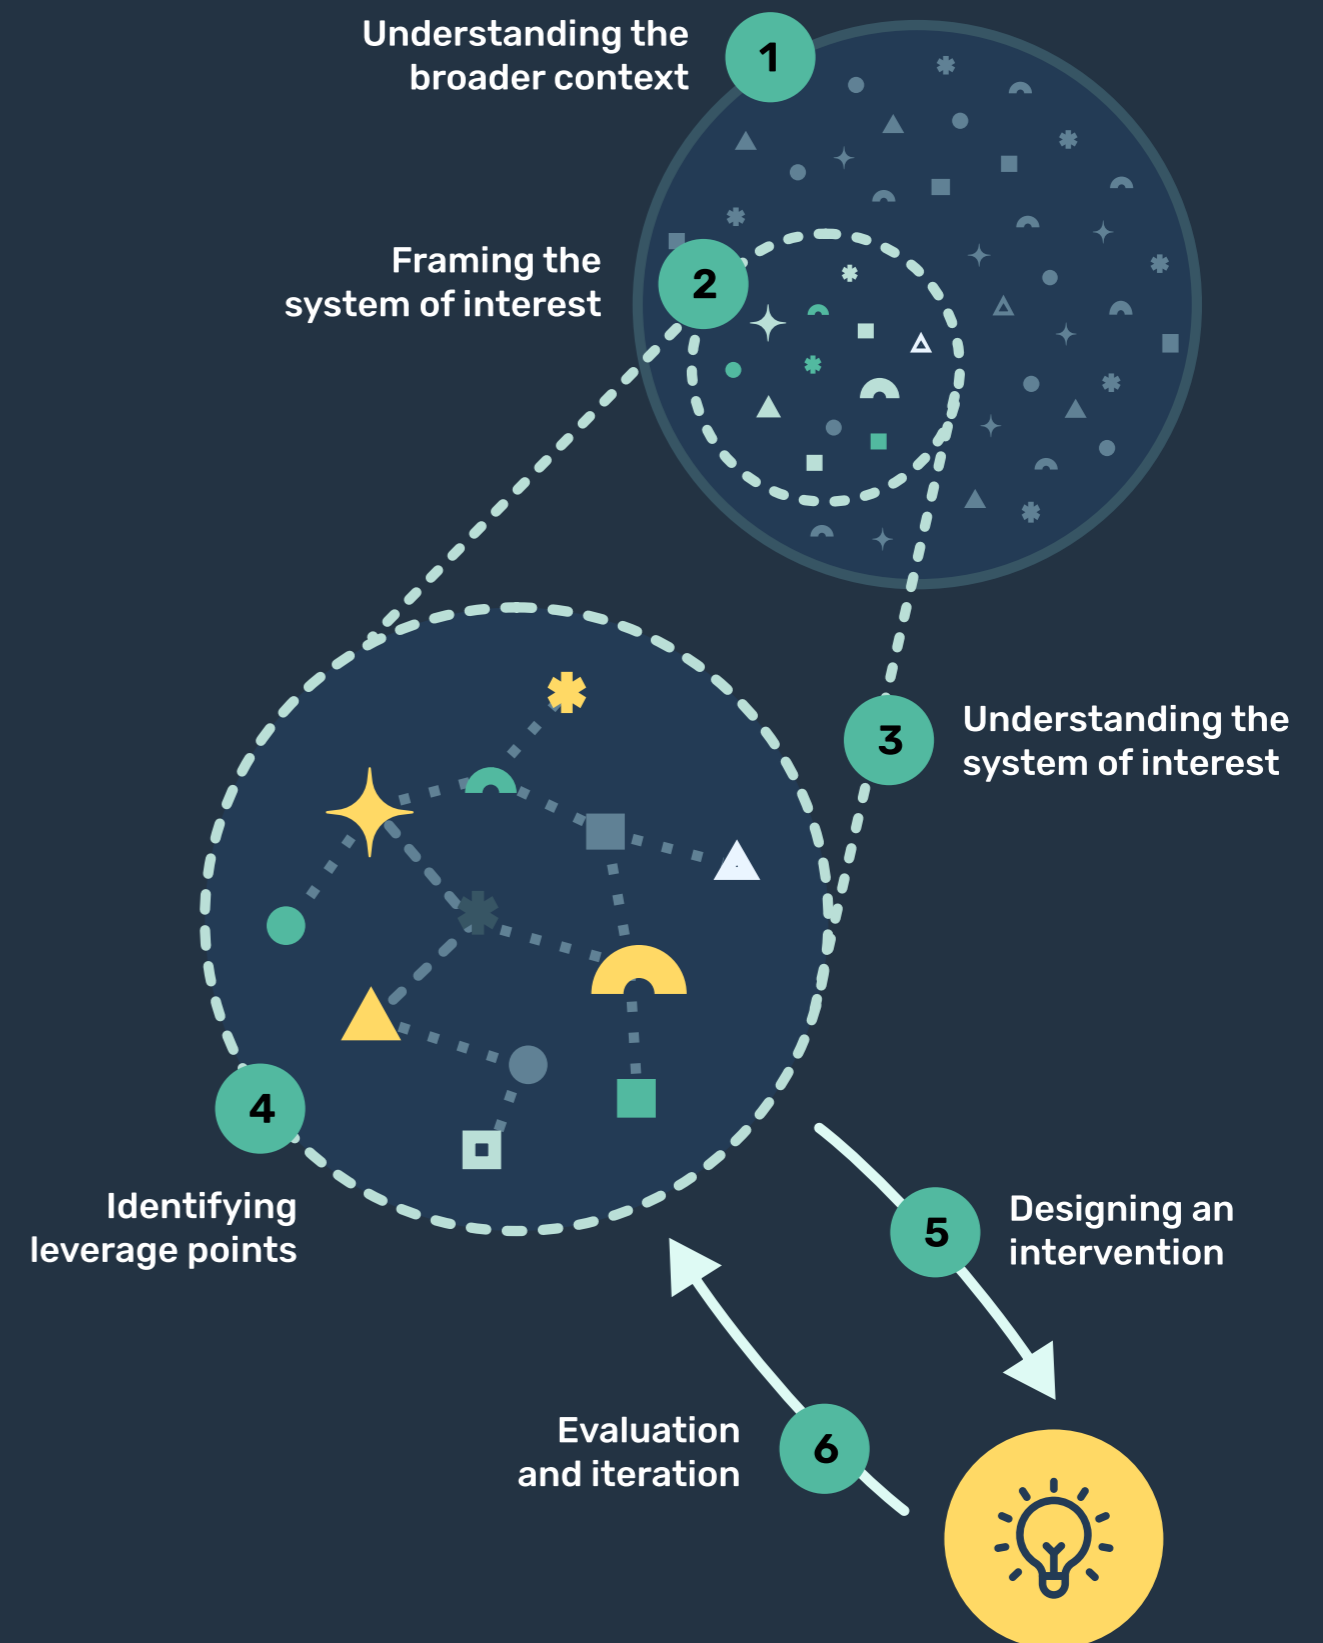 Understanding the
broader context
1
Framing the
system of interest
2
3
Understanding the
system of interest
4
Identifying
leverage points
5
Designing an
intervention
Evaluation
and iteration
6